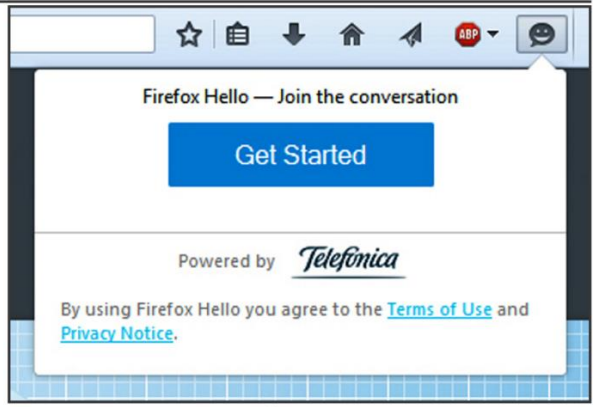 ABP
Firefox Hello — Join the conversation
Get Started
Powered by Telefónica
By using Firefox Hello you agree to the Terms of Use and
Privacy Notice.